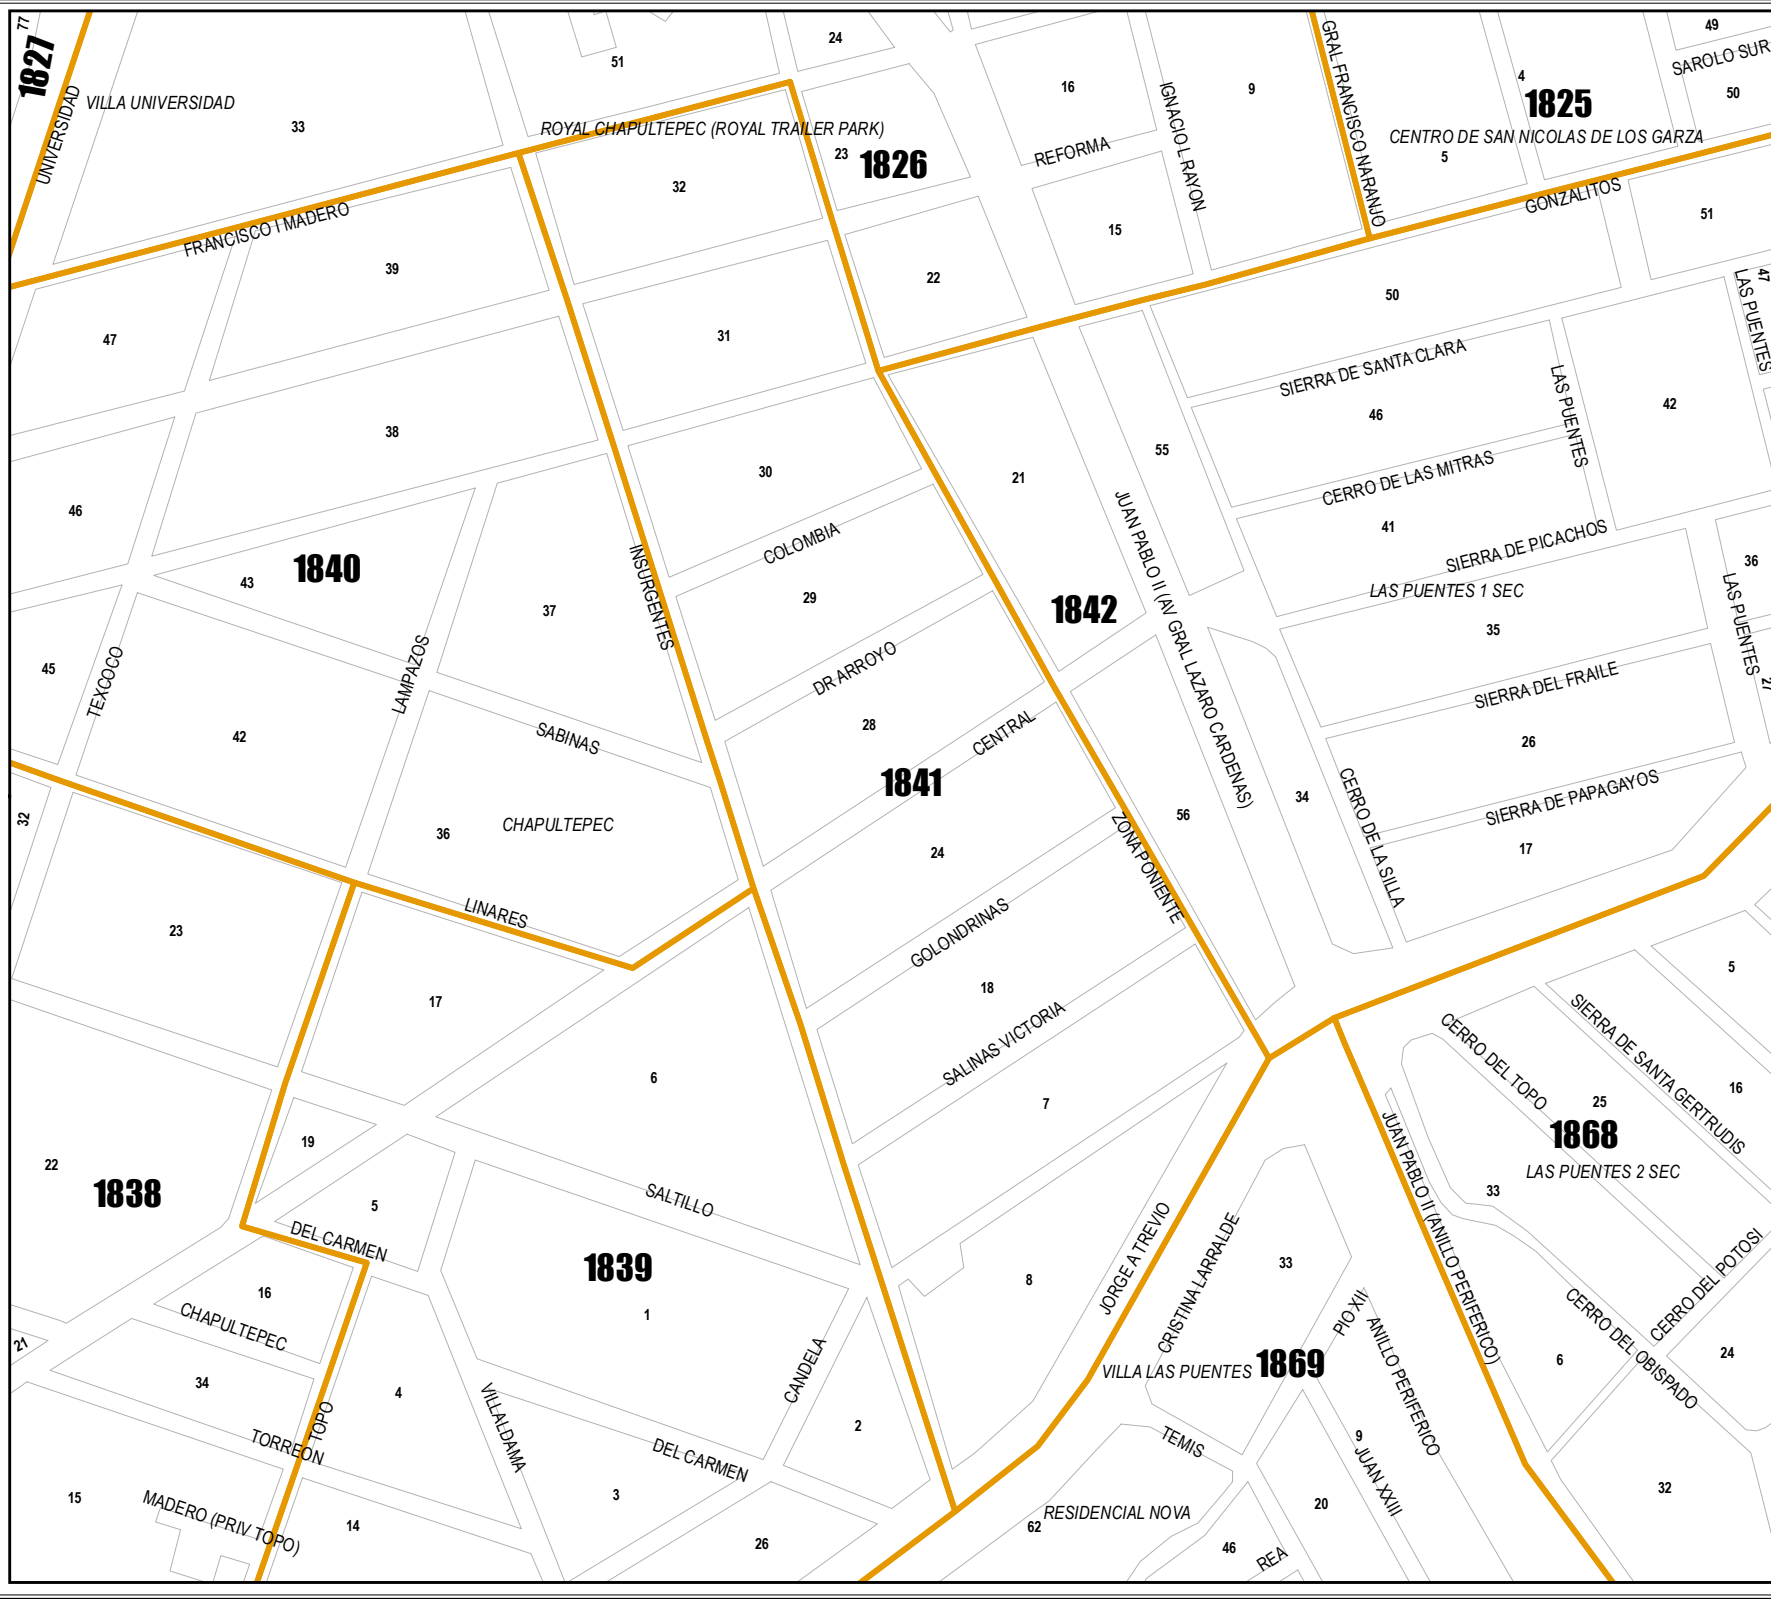 77
1827
UNIVERSIDAD
VILLA UNIVERSIDAD
33
51
24
ROYAL CHAPULTEPEC (ROYAL TRAILER PARK)
32
23
1826
16
REFORMA
15
IGNACIO L RAYON
9
GRAL FRANCISCO NARANJO
4
1825
CENTRO DE SAN NICOLAS DE LOS GARZA
5
49
SAROLO SUR
50
GONZALITOS
51
FRANCISCO I MADERO
39
47
22
50
47
LAS PUENTES
31
38
SIERRA DE SANTA CLARA
46
LAS PUENTES
42
46
30
21
55
CERRO DE LAS MITRAS
41
SIERRA DE PICACHOS
LAS PUENTES 1 SEC
36
LAS PUENTES
COLOMBIA
43
1840
37
INSURGENTES
29
1842
JUAN PABLO II (AV GRAL LAZARO CARDENAS)
35
45
TEXCOCO
LAMPAZOS
DR ARROYO
SIERRA DEL FRAILE
27
42
SABINAS
28
CENTRAL
26
1841
34
CERRO DE LA SILLA
SIERRA DE PAPAGAYOS
32
36
CHAPULTEPEC
24
ZONA PONIENTE
56
17
LINARES
23
GOLONDRINAS
5
17
18
SALINAS VICTORIA
CERRO DEL TOPO
SIERRA DE SANTA GERTRUDIS
16
6
7
25
1868
LAS PUENTES 2 SEC
33
19
22
1838
5
SALTILLO
JUAN PABLO II (ANILLO PERIFERICO)
DEL CARMEN
1839
8
JORGE A TREVIO
CRISTINA LARRALDE
33
CERRO DEL POTOSI
16
1
PIO XII
CERRO DEL OBISPADO
CHAPULTEPEC
21
VILLA LAS PUENTES
1869
ANILLO PERIFERICO
6
24
34
4
CANDELA
VILLALDAMA
2
TOPO
TORREON
DEL CARMEN
TEMIS
9
JUAN XXIII
15
MADERO (PRIV TOPO)
14
3
26
62
RESIDENCIAL NOVA
46
REA
20
32